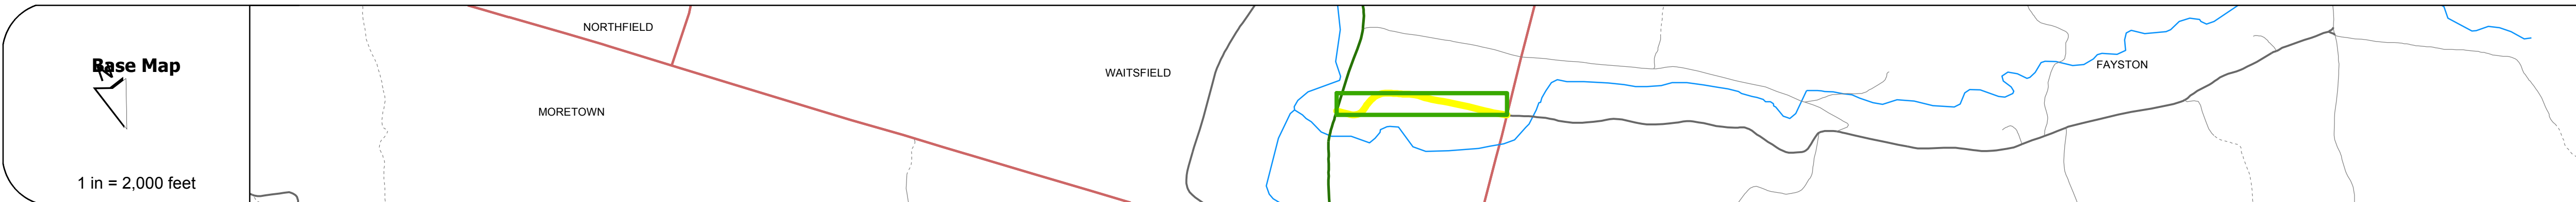 Base Map
N
1 in = 2,000 feet
NORTHFIELD
MORETOWN
WAITSFIELD
FAYSTON